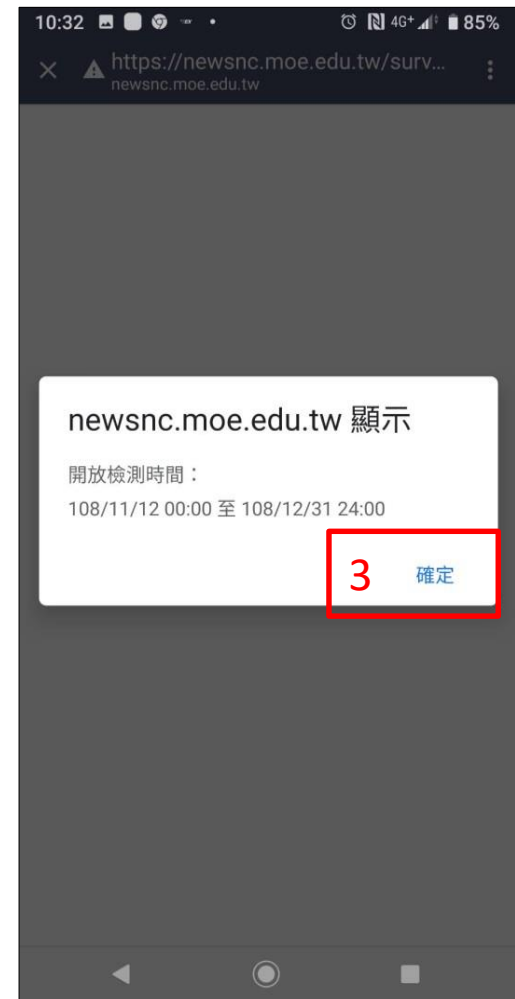 10:32 4G+ 85%
https://newsnc.moe.edu.tw/surv...
newsnc.moe.edu.tw
newsnc.moe.edu.tw 顯示
開放檢測時間：
108/11/12 00:00 至 108/12/31 24:00
3 確定